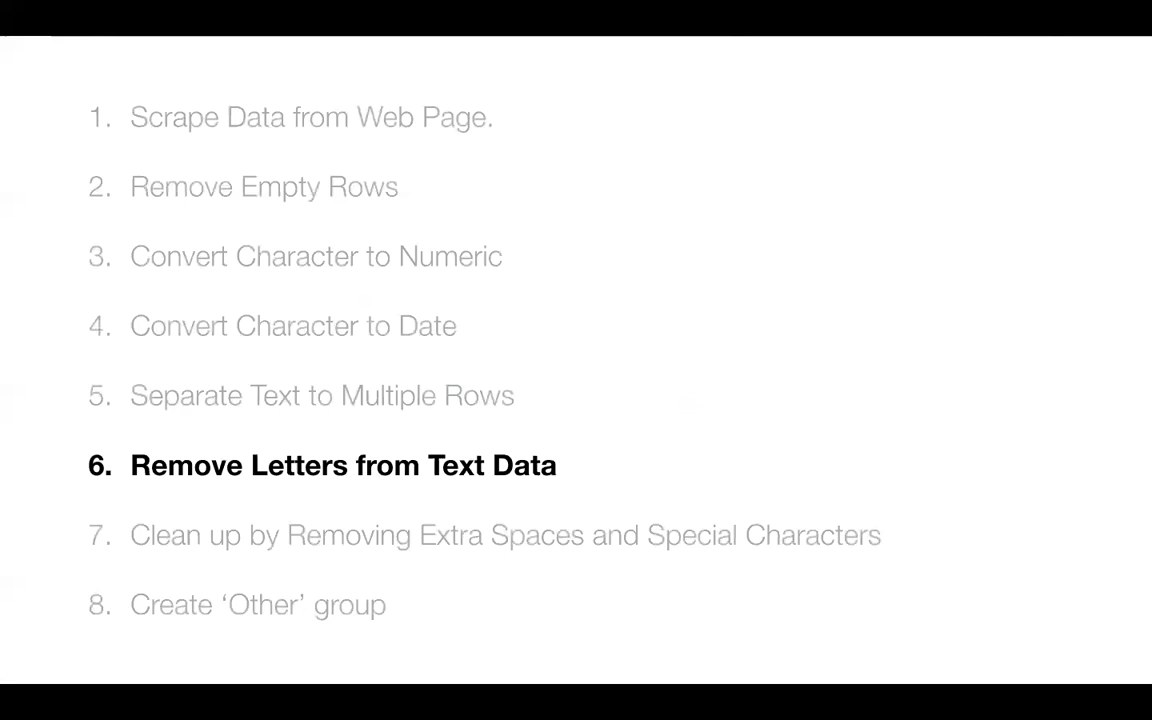 1. Scrape Data from Web Page.
2. Remove Empty Rows
3. Convert Character to Numeric
4. Convert Character to Date
5. Separate Text to Multiple Rows
6. Remove Letters from Text Data
7. Clean up by Removing Extra Spaces and Special Characters
8. Create ‘Other’ group